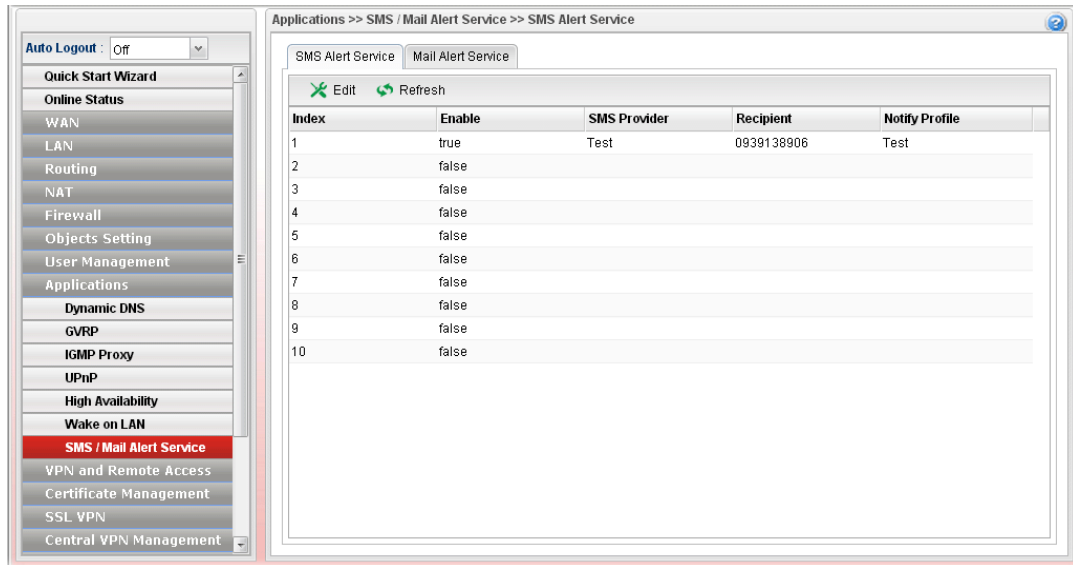 Applications >> SMS / Mail Alert Service >> SMS Alert Service
Auto Logout : Off
Quick Start Wizard
Online Status
WAN
LAN
Routing
NAT
Firewall
Objects Setting
User Management
Applications
Dynamic DNS
GVRP
IGMP Proxy
UPnP
High Availability
Wake on LAN
SMS / Mail Alert Service
VPN and Remote Access
Certificate Management
SSL VPN
Central VPN Management
SMS Alert Service Mail Alert Service
Edit Refresh
Index Enable SMS Provider Recipient Notify Profile
1 true Test 0939138906 Test
2 false
3 false
4 false
5 false
6 false
7 false
8 false
9 false
10 false